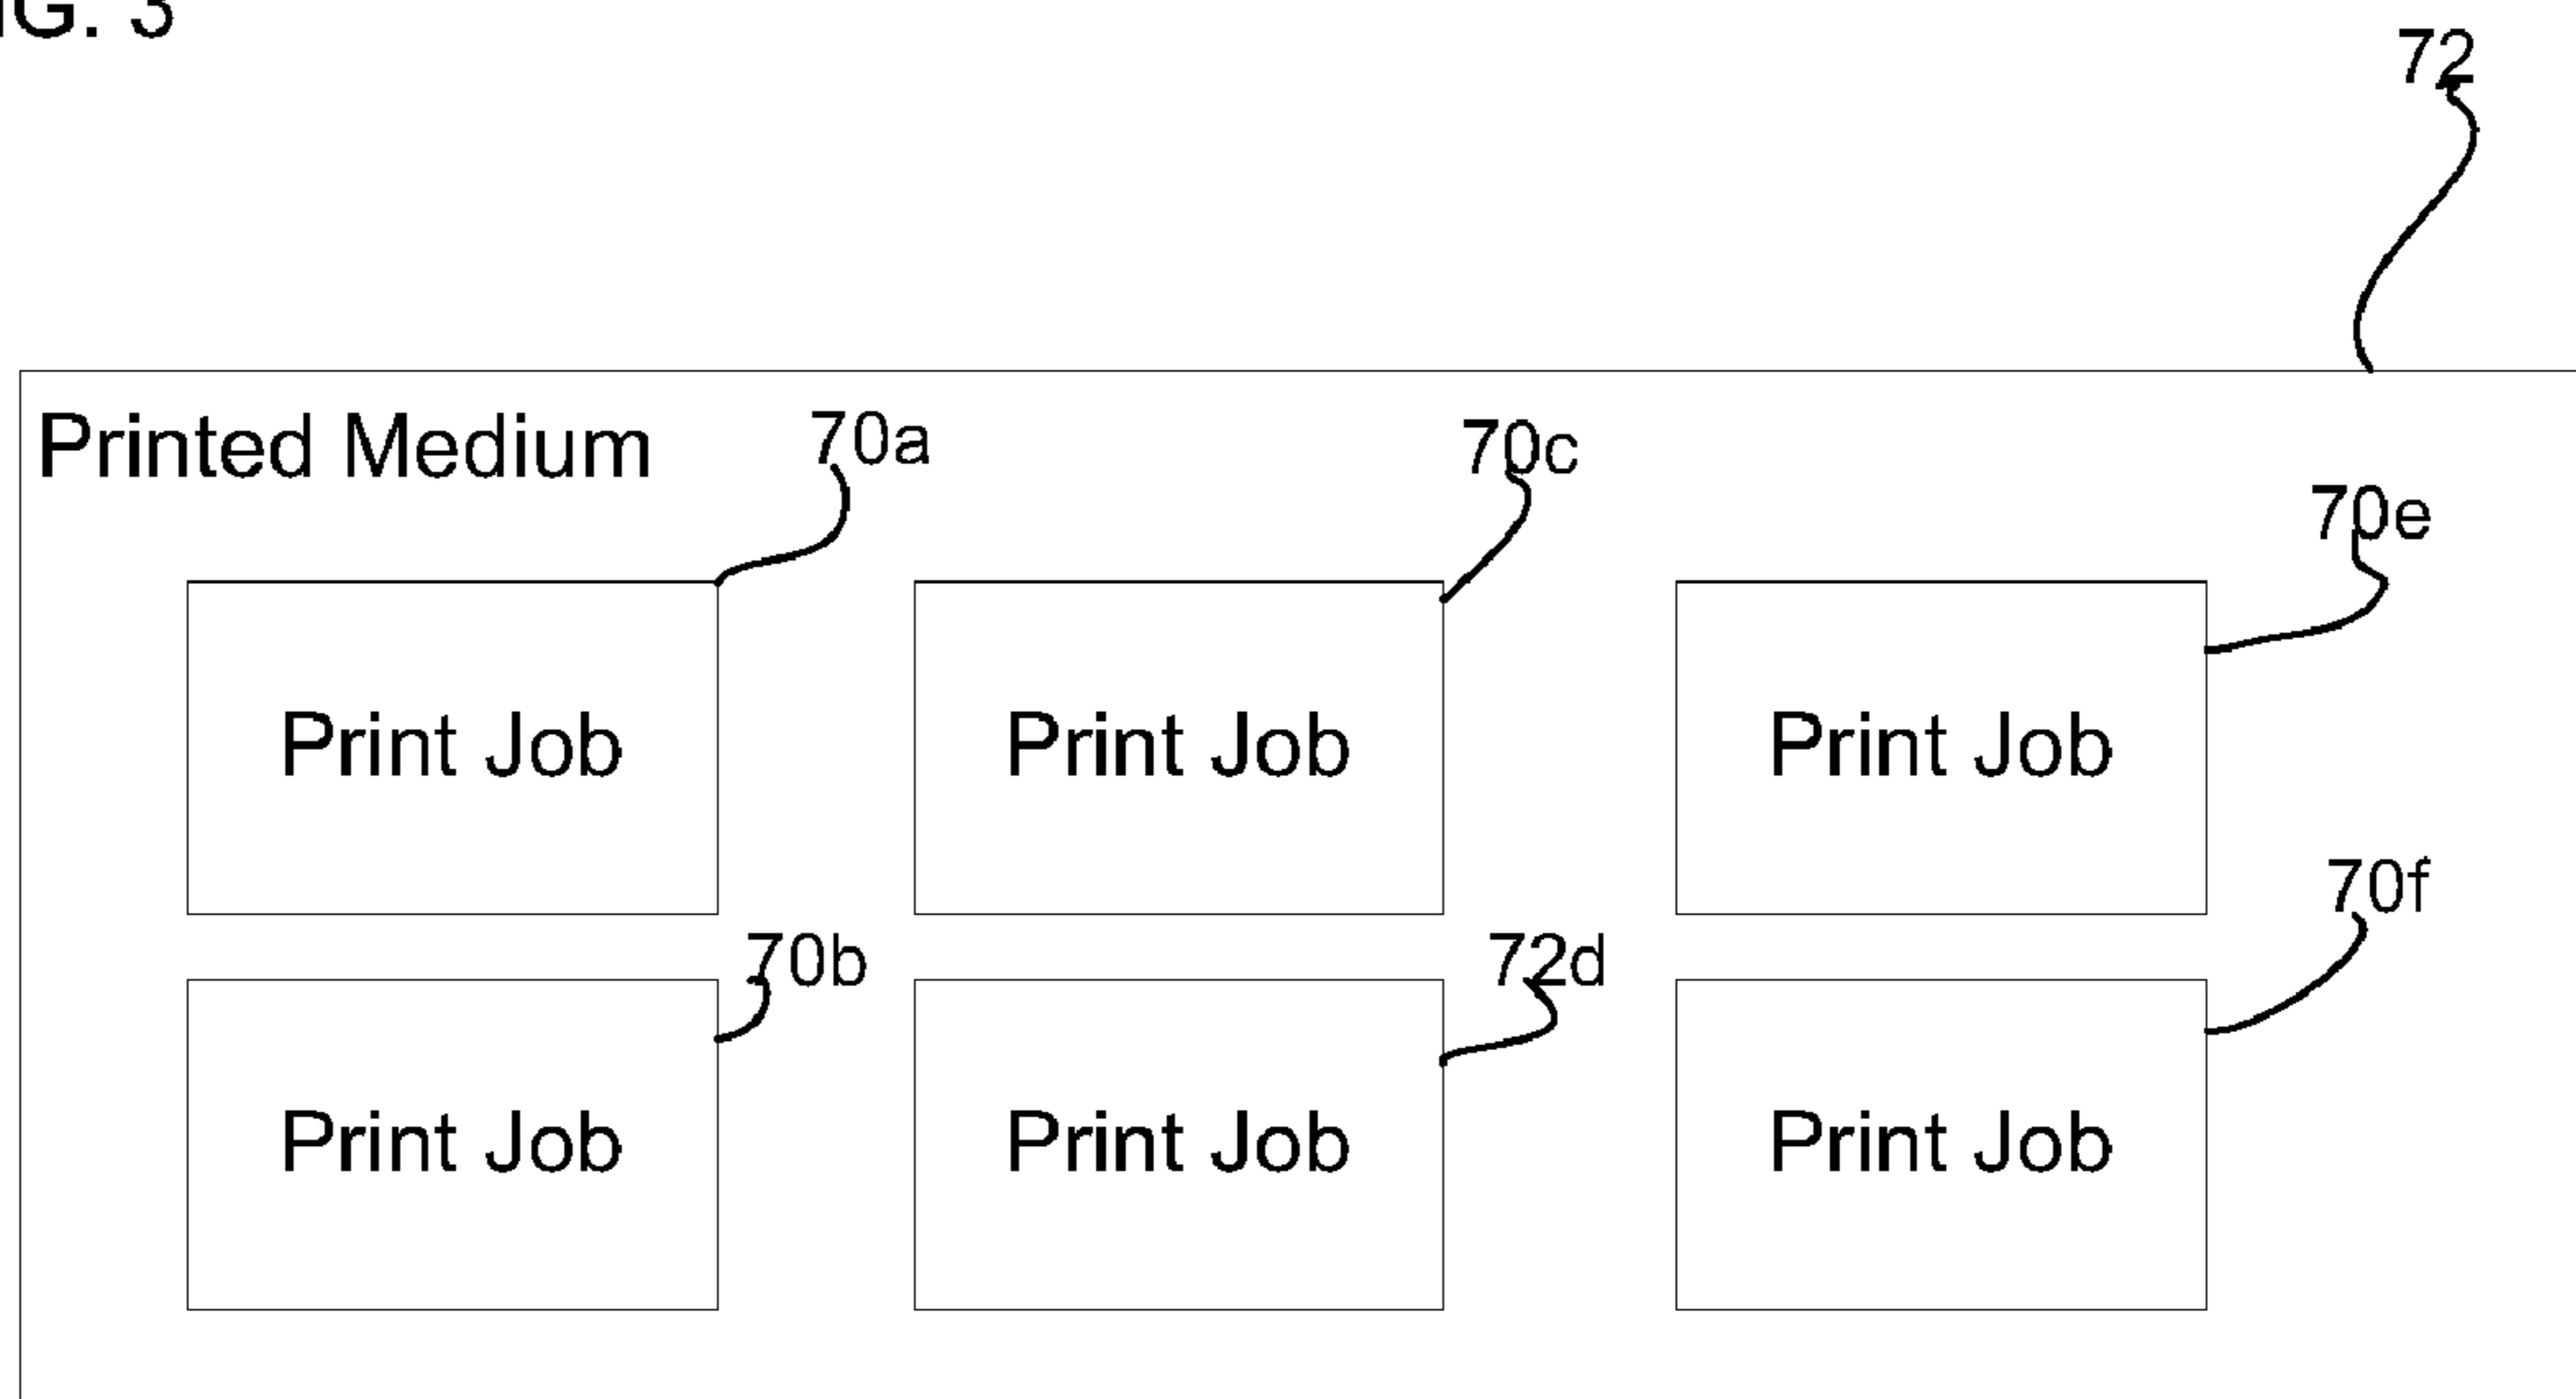 IG. 3
72
Printed Medium
70a
70c
70e
Print Job
Print Job
Print Job
70b
72d
70f
Print Job
Print Job
Print Job